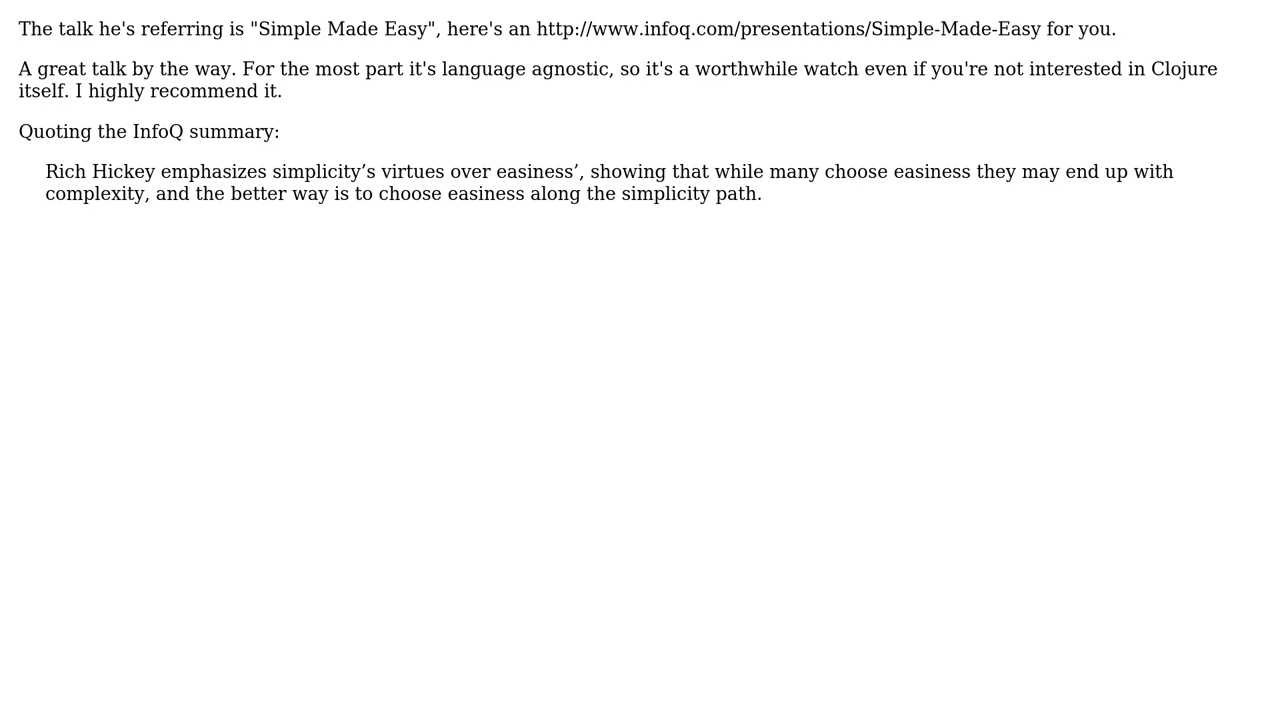 The talk he's referring is "Simple Made Easy", here's an http://www.infoq.com/presentations/Simple-Made-Easy for you.
A great talk by the way. For the most part it's language agnostic, so it's a worthwhile watch even if you're not interested in Clojure
itself. I highly recommend it.
Quoting the InfoQ summary:
Rich Hickey emphasizes simplicity’s virtues over easiness’, showing that while many choose easiness they may end up with
complexity, and the better way is to choose easiness along the simplicity path.